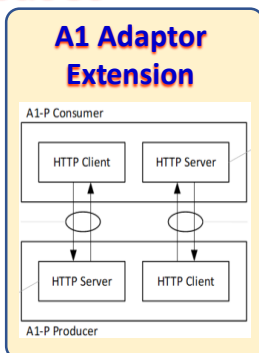 A1 Adaptor
Extension
A1-P Consumer
HTTP Client HTTP Server
HTTP Server HTTP Client
A1-P Producer